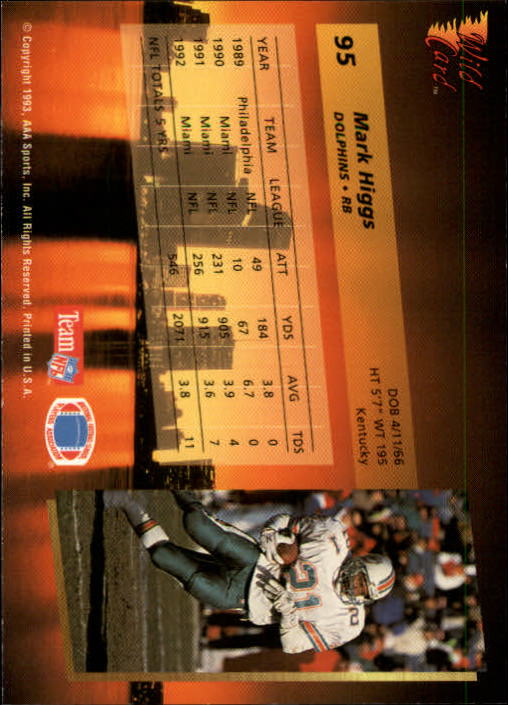 Wild
Card™
95
Mark Higgs
DOLPHINS • RB
DOB 4/11/66
HT 5'7" WT 195
Kentucky
YEAR TEAM LEAGUE ATT YDS AVG TDS
1989 Philadelphia NFL 49 184 3.8 0
1990 Miami NFL 10 67 6.7 0
1991 Miami NFL 231 905 3.9 4
1992 Miami NFL 256 915 3.6 7
NFL TOTALS 5 YRS 546 2071 3.8 11
21
Team NFL
© Copyright 1993, AAA Sports, Inc. All Rights Reserved. Printed in U.S.A.